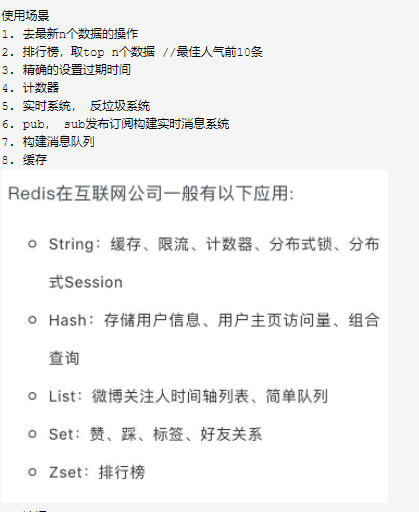 使用场景
1. 去最新n个数据的操作
2. 排行榜，取top n个数据 //最佳人气前10条
3. 精确的设置过期时间
4. 计数器
5. 实时系统， 反垃圾系统
6. pub， sub发布订阅构建实时消息系统
7. 构建消息队列
8. 缓存
Redis在互联网公司一般有以下应用:
String：缓存、限流、计数器、分布式锁、分布
式Session
Hash：存储用户信息、用户主页访问量、组合
查询
List：微博关注人时间轴列表、简单队列
Set：赞、踩、标签、好友关系
Zset：排行榜